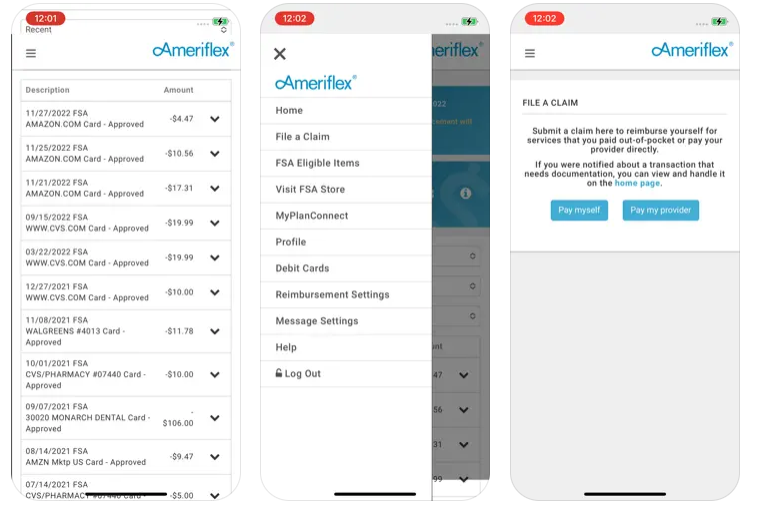 12:01
Recent
Ameriflex®
Description Amount
11/27/2022 FSA
AMAZON.COM Card - Approved
-$4.47
11/25/2022 FSA
AMAZON.COM Card - Approved
-$10.56
11/21/2022 FSA
AMAZON.COM Card - Approved
-$17.31
09/15/2022 FSA
WWW.CVS.COM Card - Approved
-$19.99
03/22/2022 FSA
WWW.CVS.COM Card - Approved
-$19.99
12/27/2021 FSA
WWW.CVS.COM Card - Approved
-$10.00
11/08/2021 FSA
WALGREENS #4013 Card -
Approved
-$11.78
10/01/2021 FSA
CVS/PHARMACY #07440 Card -
Approved
-$10.00
09/07/2021 FSA
30020 MONARCH DENTAL Card -
Approved
-
$106.00
08/14/2021 FSA
AMZN Mktp US Card - Approved
-$9.47
07/14/2021 FSA
CVS/PHARMACY #07440 Card -
-$5.00
12:02
Ameriflex®
Home
File a Claim
FSA Eligible Items
Visit FSA Store
MyPlanConnect
Profile
Debit Cards
Reimbursement Settings
Message Settings
Help
Log Out
eriflex®
022
will
unt
47
56
31
99
12:02
Ameriflex®
FILE A CLAIM
Submit a claim here to reimburse yourself for
services that you paid out-of-pocket or pay your
provider directly.
If you were notified about a transaction that
needs documentation, you can view and handle it
on the home page.
Pay myself
Pay my provider